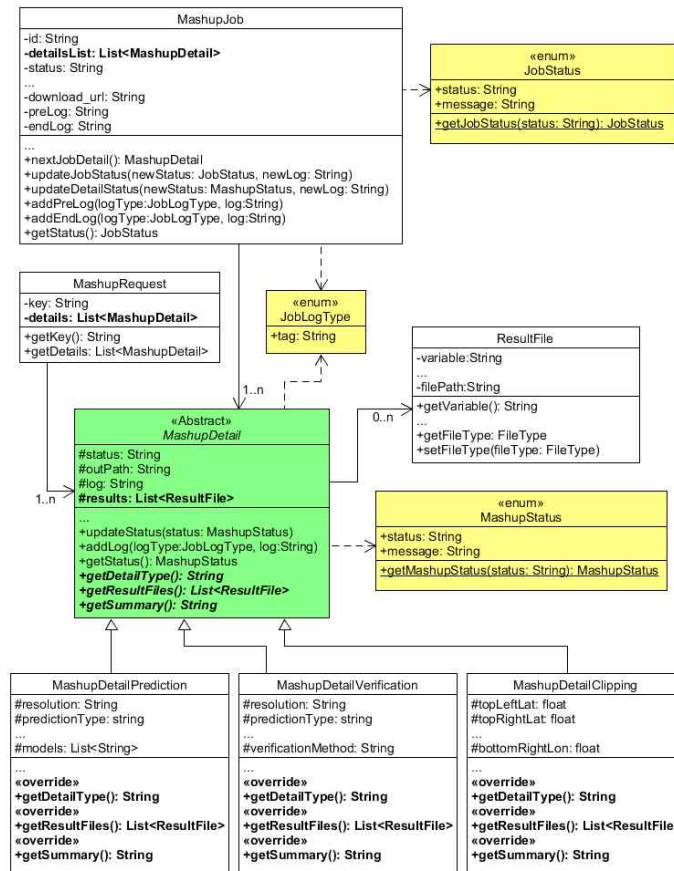 MashupJob
-id: String
-detailsList: List<MashupDetail>
-status: String
...
-download_url: String
-preLog: String
-endLog: String
...
+nextJobDetail(): MashupDetail
+updateJobStatus(newStatus: JobStatus, newLog: String)
+updateDetailStatus(newStatus: MashupStatus, newLog: String)
+addPreLog(logType:JobLogType, log:String)
+addEndLog(logType:JobLogType, log:String)
+getStatus(): JobStatus
«enum»
JobStatus
+status: String
+message: String
+getJobStatus(status: String): JobStatus
MashupRequest
-key: String
-details: List<MashupDetail>
+getKey(): String
+getDetails: List<MashupDetail>
«enum»
JobLogType
+tag: String
ResultFile
-variable:String
...
-filePath:String
+getVariable(): String
...
+getFileType: FileType
+setFileType(fileType: FileType)
1..n
0..n
1..n
«Abstract»
MashupDetail
#status: String
#outPath: String
#log: String
#results: List<ResultFile>
...
+updateStatus(status: MashupStatus)
+addLog(logType:JobLogType, log:String)
+getStatus(): MashupStatus
+getDetailType(): String
+getResultFiles(): List<ResultFile>
+getSummary(): String
«enum»
MashupStatus
+status: String
+message: String
+getMashupStatus(status: String): MashupStatus
MashupDetailPrediction
#resolution: String
#predictionType: string
...
#models: List<String>
...
«override»
+getDetailType(): String
«override»
+getResultFiles(): List<ResultFile>
«override»
+getSummary(): String
MashupDetailVerification
#resolution: String
#predictionType: string
...
#verificationMethod: String
...
«override»
+getDetailType(): String
«override»
+getResultFiles(): List<ResultFile>
«override»
+getSummary(): String
MashupDetailClipping
#topLeftLat: float
#topRightLat: float
...
#bottomRightLon: float
...
«override»
+getDetailType(): String
«override»
+getResultFiles(): List<ResultFile
«override»
+getSummary(): String